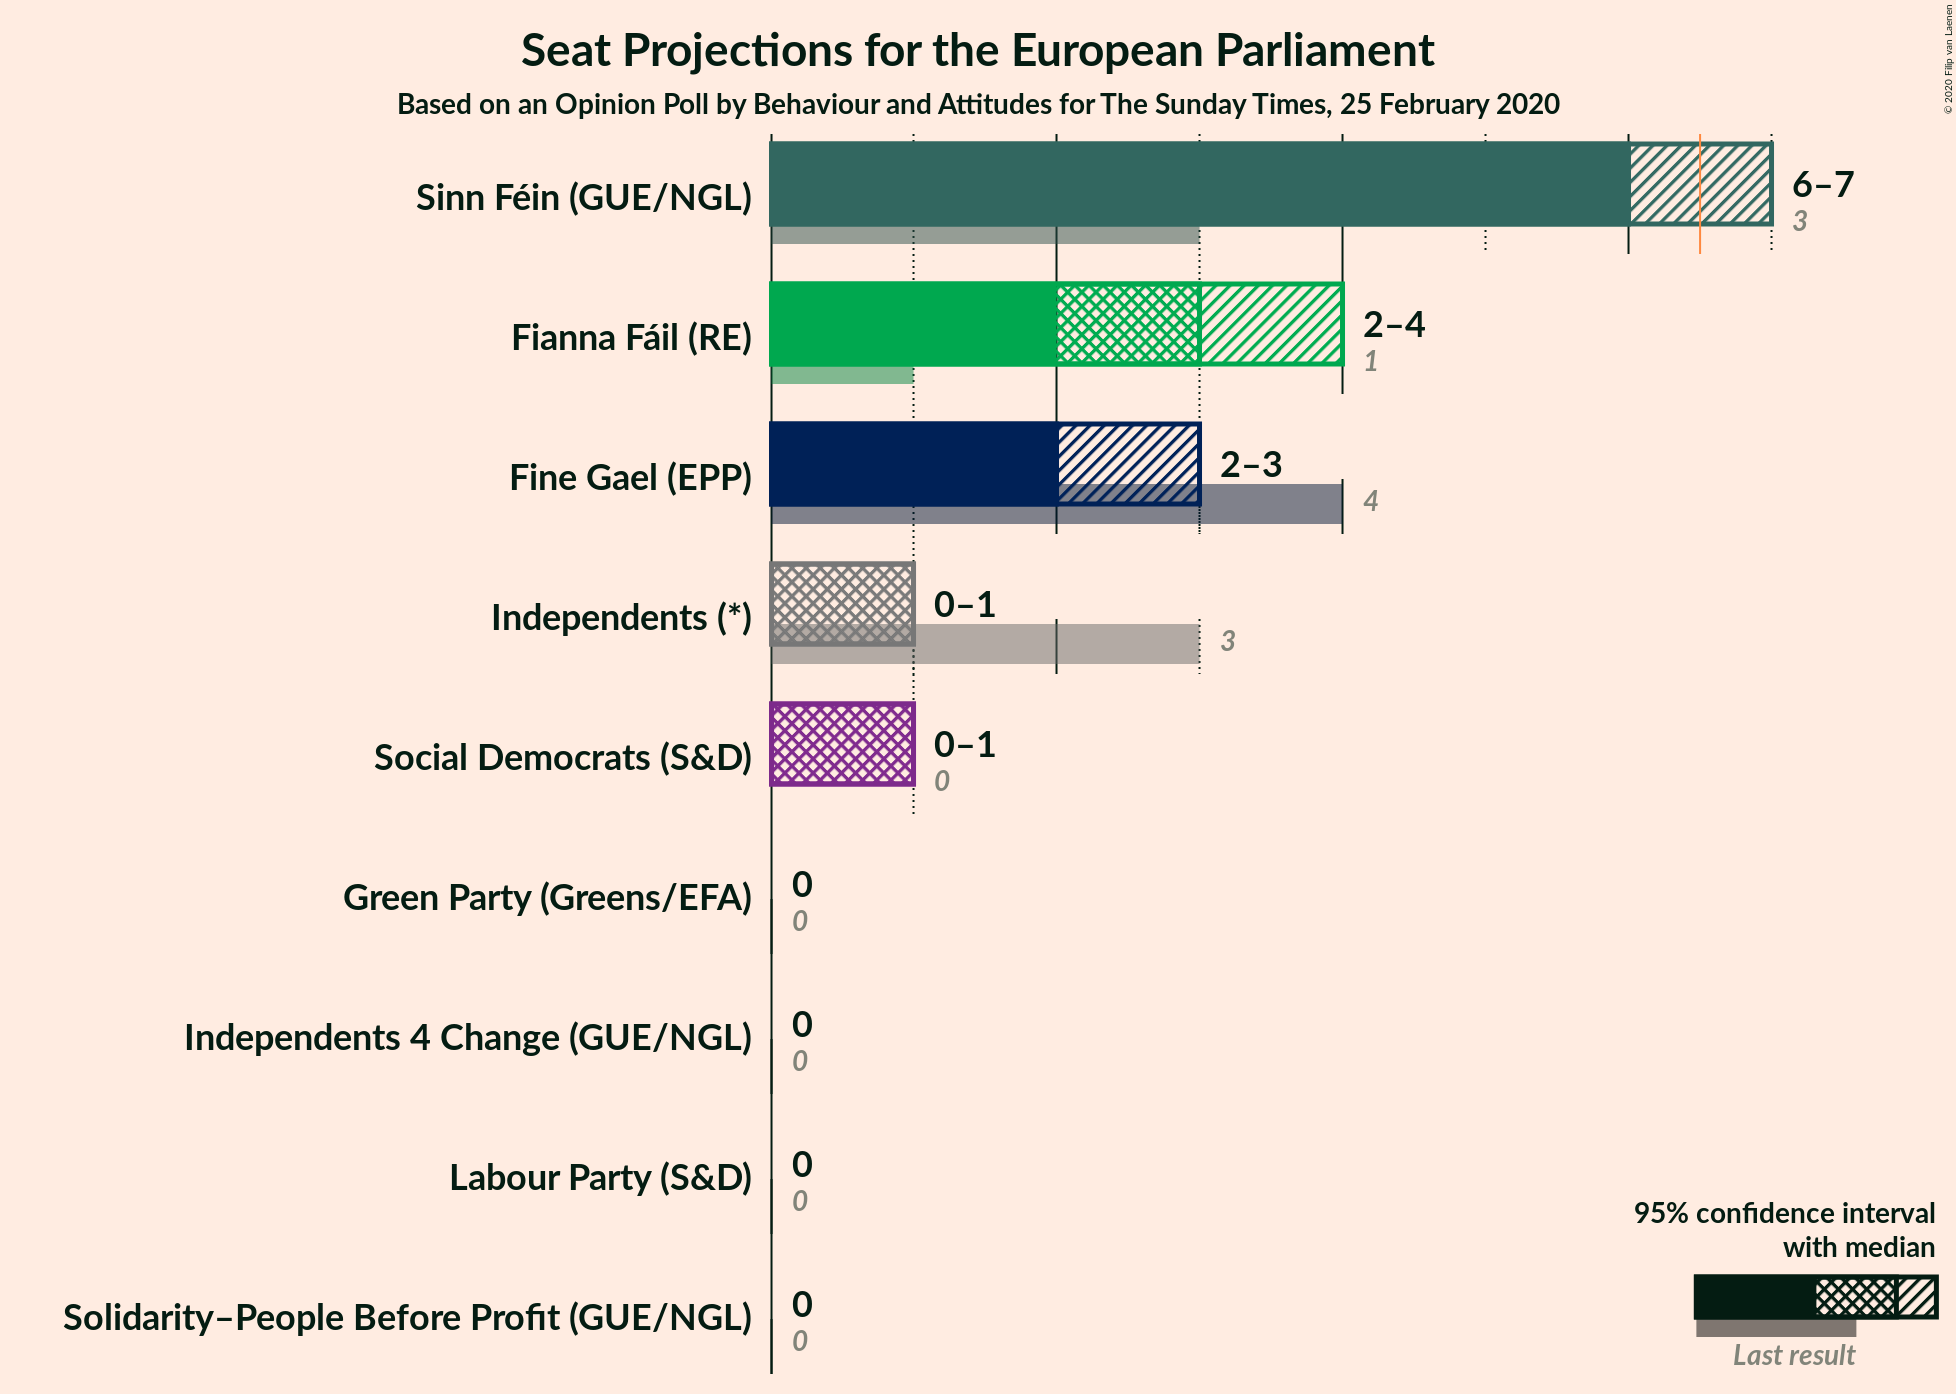 Seat Projections for the European Parliament
Based on an Opinion Poll by Behaviour and Attitudes for The Sunday Times, 25 February 2020
© 2020 Filip van Laenen
Sinn Féin (GUE/NGL)
6–7
3
Fianna Fáil (RE)
2–4
1
Fine Gael (EPP)
2–3
4
Independents (*)
0–1
3
Social Democrats (S&D)
0–1
0
Green Party (Greens/EFA)
0
0
Independents 4 Change (GUE/NGL)
0
0
Labour Party (S&D)
0
0
Solidarity–People Before Profit (GUE/NGL)
0
0
95% confidence interval
with median
Last result